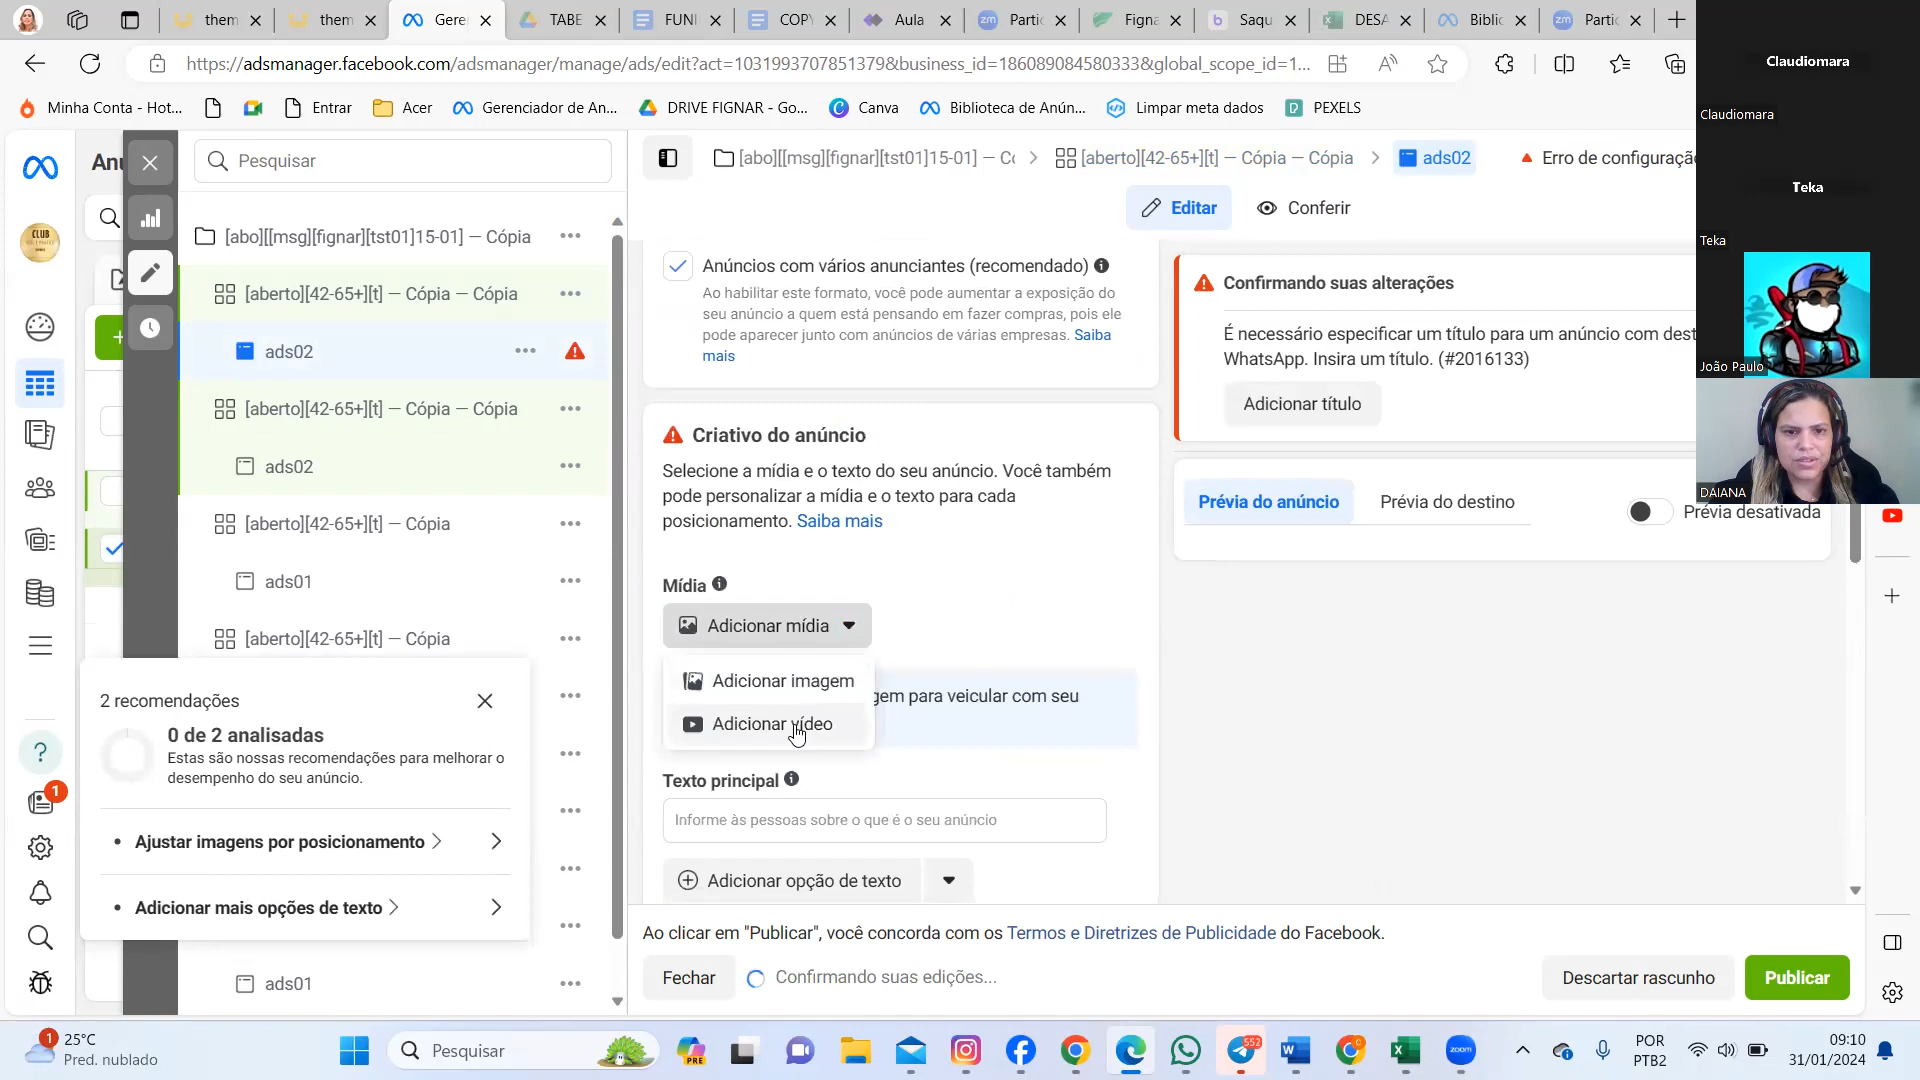 them
them
Gere
TABE
FUNI
COPY
Aula
Partic
Figna
Saqu
DESA
Biblic
Partic
https://adsmanager.facebook.com/adsmanager/manage/ads/edit?act=1031993707851379&business_id=186089084580333&global_scope_id=1...
Minha Conta - Hot...
Entrar
Acer
Gerenciador de An...
DRIVE FIGNAR - Go...
Canva
Biblioteca de Anún...
Limpar meta dados
PEXELS
Claudiomara
Claudiomara
Teka
Teka
João Paulo
DAIANA
Anú
CLUB
Pesquisar
[abo][[msg][fignar][tst01]15-01] — Có
[aberto][42-65+][t] — Cópia — Cópia
ads02
Erro de configuração
Editar
Conferir
[abo][[msg][fignar][tst01]15-01] — Cópia
[aberto][42-65+][t] — Cópia — Cópia
ads02
[aberto][42-65+][t] — Cópia — Cópia
ads02
[aberto][42-65+][t] — Cópia
ads01
[aberto][42-65+][t] — Cópia
ads01
2 recomendações
0 de 2 analisadas
Estas são nossas recomendações para melhorar o
desempenho do seu anúncio.
Ajustar imagens por posicionamento
Adicionar mais opções de texto
1
Anúncios com vários anunciantes (recomendado)
Ao habilitar este formato, você pode aumentar a exposição do
seu anúncio a quem está pensando em fazer compras, pois ele
pode aparecer junto com anúncios de várias empresas. Saiba
mais
Criativo do anúncio
Selecione a mídia e o texto do seu anúncio. Você também
pode personalizar a mídia e o texto para cada
posicionamento. Saiba mais
Mídia
Adicionar mídia
Adicionar imagem
Adicionar vídeo
gem para veicular com seu
Texto principal
Informe às pessoas sobre o que é o seu anúncio
Adicionar opção de texto
Confirmando suas alterações
É necessário especificar um título para um anúncio com dest
WhatsApp. Insira um título. (#2016133)
Adicionar título
Prévia do anúncio
Prévia do destino
Prévia desativada
Ao clicar em "Publicar", você concorda com os Termos e Diretrizes de Publicidade do Facebook.
Fechar
Confirmando suas edições...
Descartar rascunho
Publicar
1
25°C
Pred. nublado
Pesquisar
PRE
552
zoom
POR
PTB2
09:10
31/01/2024